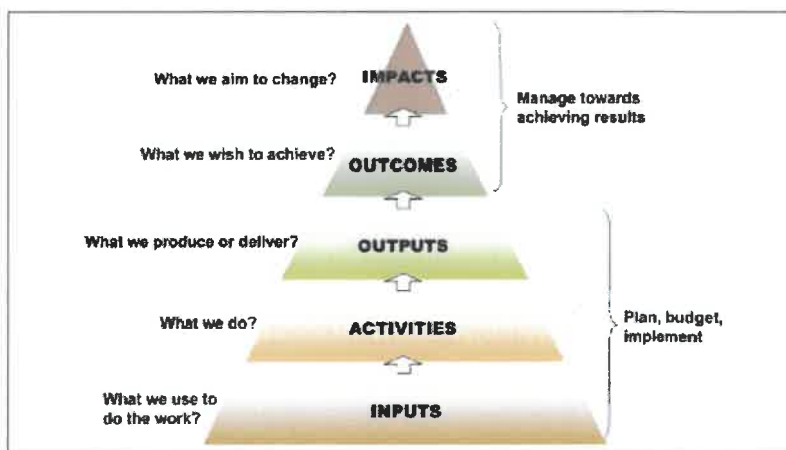 What we aim to change?
IMPACTS
Manage towards
achieving results
What we wish to achieve?
OUTCOMES
What we produce or deliver?
OUTPUTS
What we do?
ACTIVITIES
Plan, budget,
implement
What we use to
do the work?
INPUTS